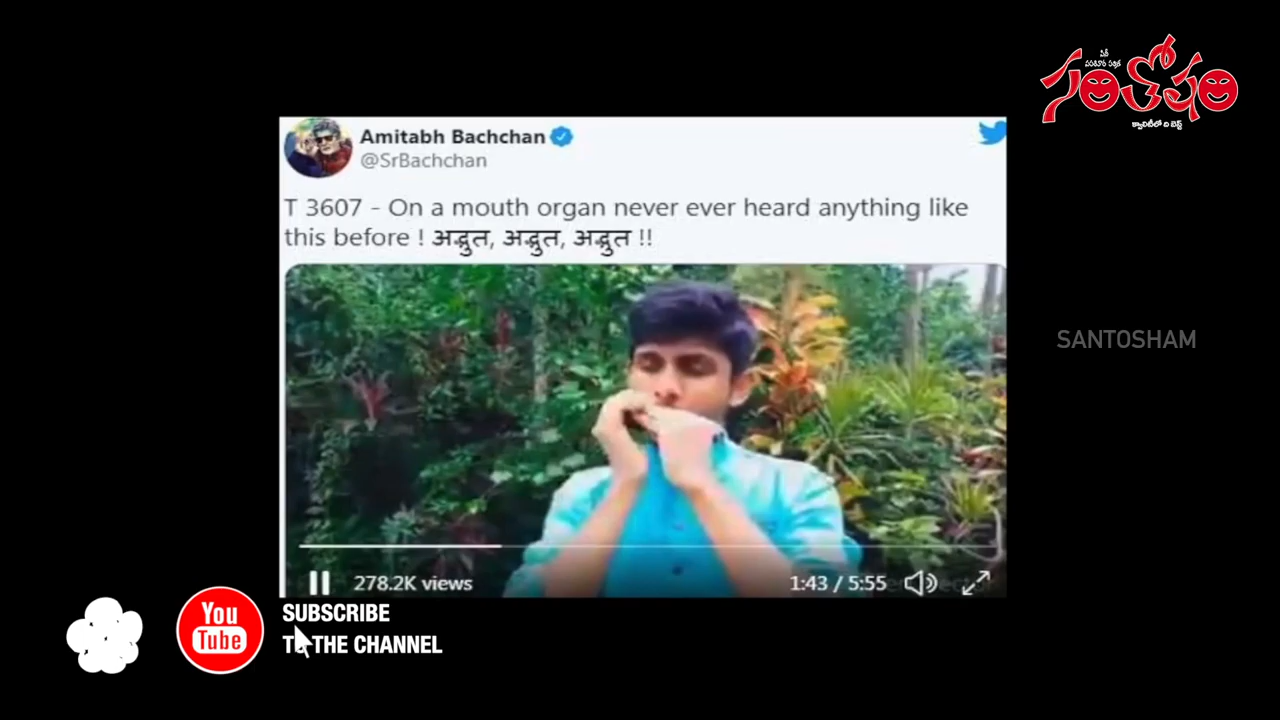 సంతోషం
క్వాలిటీలో ది బెస్ట్
Amitabh Bachchan
@SrBachchan
T 3607 - On a mouth organ never ever heard anything like
this before ! अद्भुत, अद्भुत, अद्भुत !!
SANTOSHAM
278.2K views
1:43 / 5:55
You
Tube
SUBSCRIBE
TO THE CHANNEL